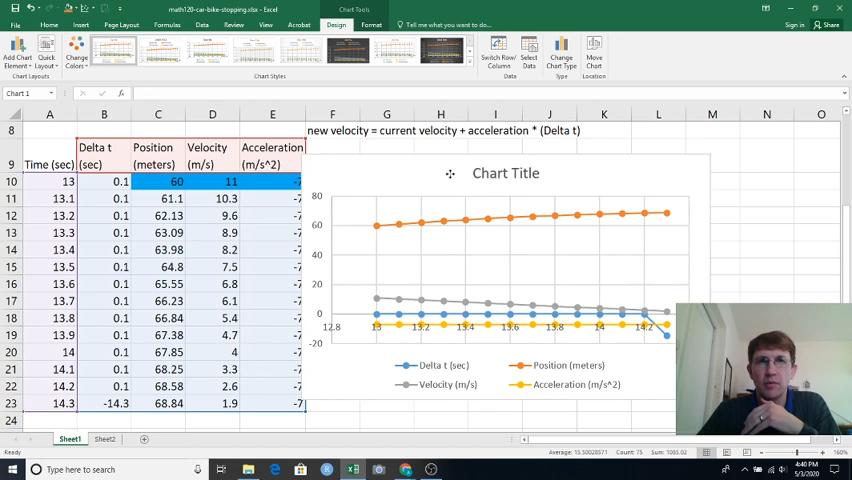 math120-car-bike-stopping.xlsx - Excel
Chart Tools
Sign in
Share
File Home Insert Page Layout Formulas Data Review View Insert Acrobat Design Format Tell me what you want to do
Add Chart Element
Quick Layout
Change Colors
Switch Row/ Column
Select Data
Change Chart Type
Move Chart
Chart Layouts
Chart Styles
Data
Type
Location
Chart 1
fx
A B C D E F G H I J K L M N O
8 new velocity = current velocity + acceleration * (Delta t)
Delta t Position Velocity Acceleration
9 Time (sec) (sec) (meters) (m/s) (m/s^2)
10 13 0.1 60 11 -7
11 13.1 0.1 61.1 10.3 -7
12 13.2 0.1 62.13 9.6 -7
13 13.3 0.1 63.09 8.9 -7
14 13.4 0.1 63.98 8.2 -7
15 13.5 0.1 64.8 7.5 -7
16 13.6 0.1 65.55 6.8 -7
17 13.7 0.1 66.23 6.1 -7
18 13.8 0.1 66.84 5.4 -7
19 13.9 0.1 67.38 4.7 -7
20 14 0.1 67.85 4 -7
21 14.1 0.1 68.25 3.3 -7
22 14.2 0.1 68.58 2.6 -7
23 14.3 -14.3 68.84 1.9 -7
24
Chart Title
80
60
40
20
0
-20
12.8 13 13.2 13.4 13.6 13.8 14 14.2
Delta t (sec) Position (meters)
Velocity (m/s) Acceleration (m/s^2)
Sheet1 Sheet2
Ready
Average: 15.50028571 Count: 75 Sum: 1085.02
160%
Type here to search
4:40 PM
5/3/2020